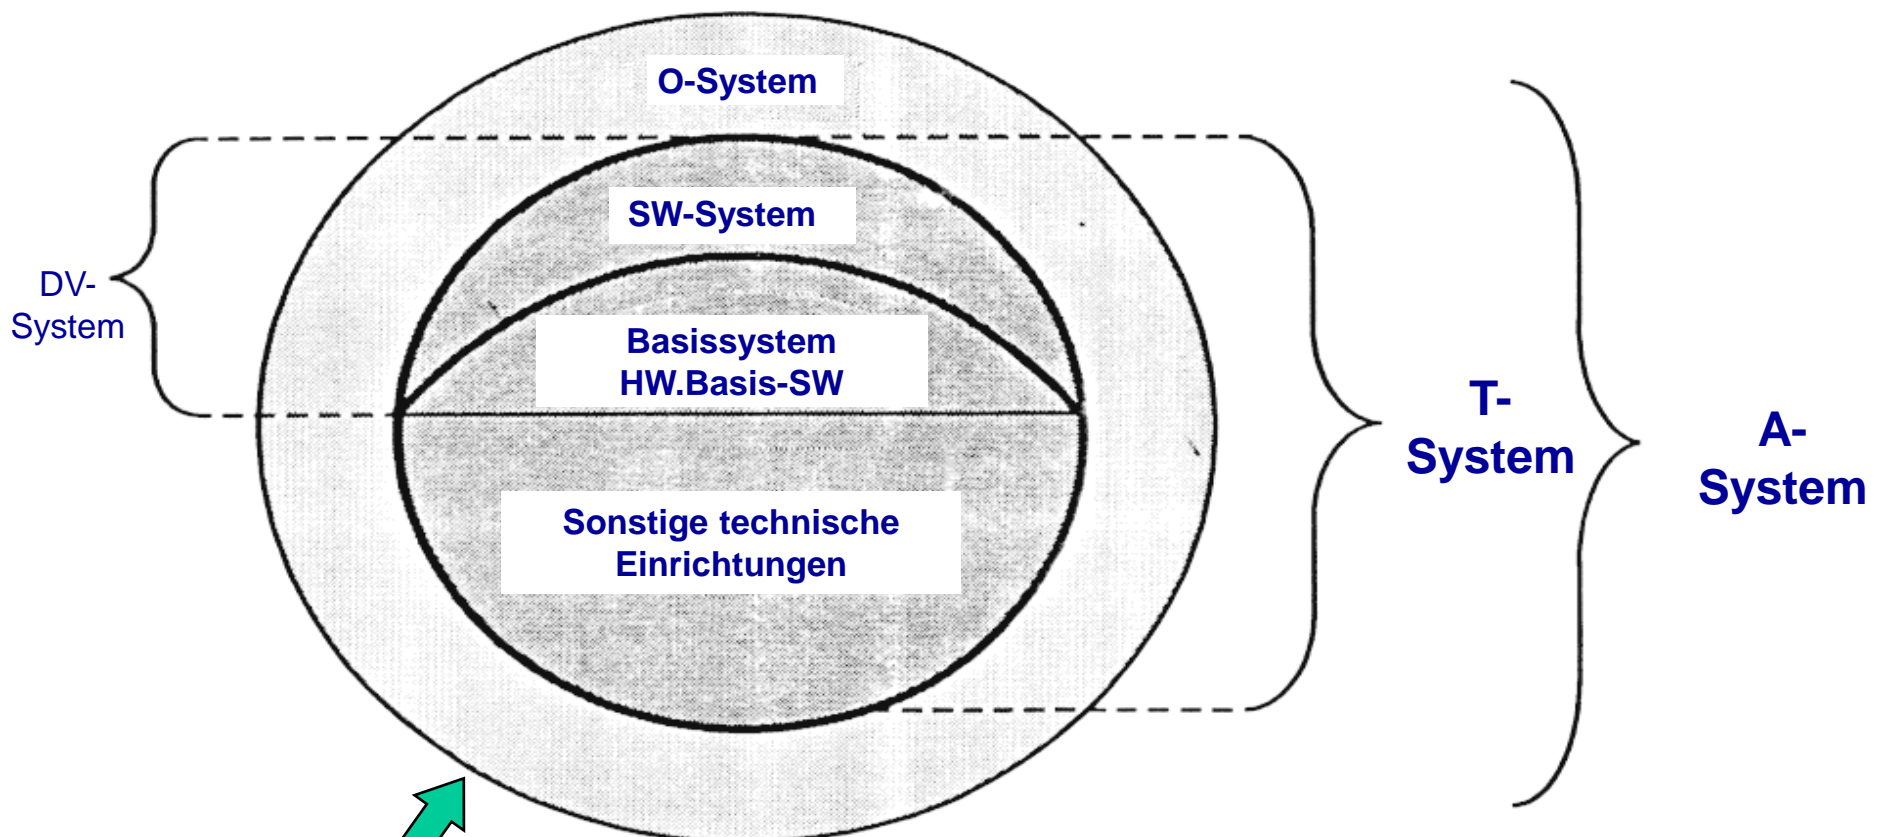 O-System
SW-System
DV-
System
Basissystem
HW.Basis-SW
T-
System
A-
System
Sonstige technische
Einrichtungen